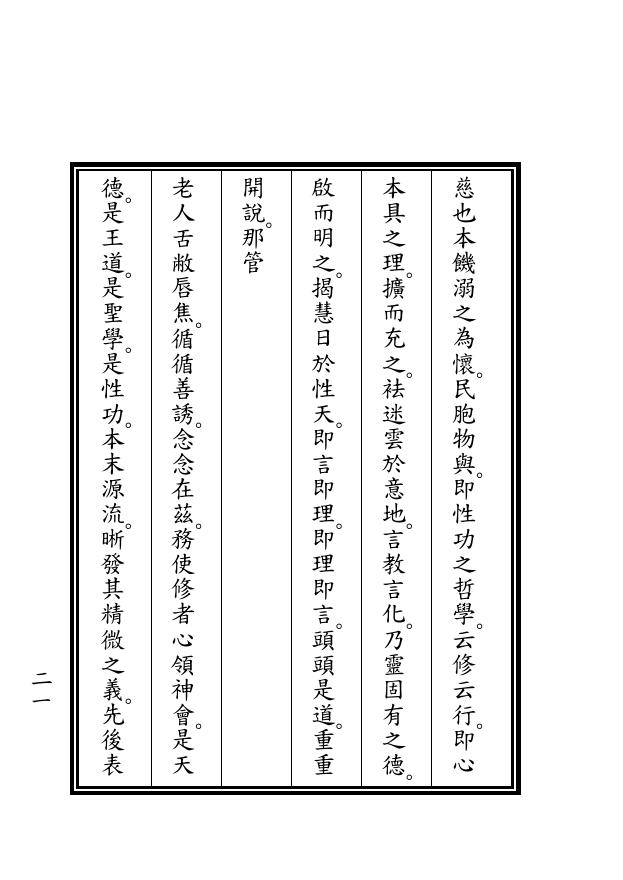 慈也本饑溺之為懷。民胞物與。即性功之哲學。云修云行。即心
本具之理。擴而充之。袪迷雲於意地。言教言化。乃靈固有之德。
啟而明之。揭慧日於性天。即言即理。即理即言。頭頭是道。重重
開說。那管
老人舌敝唇焦。循循善誘。念念在茲。務使修者心領神會。是天
德。是王道。是聖學。是性功。本末源流。晰發其精微之義。先後表
二一